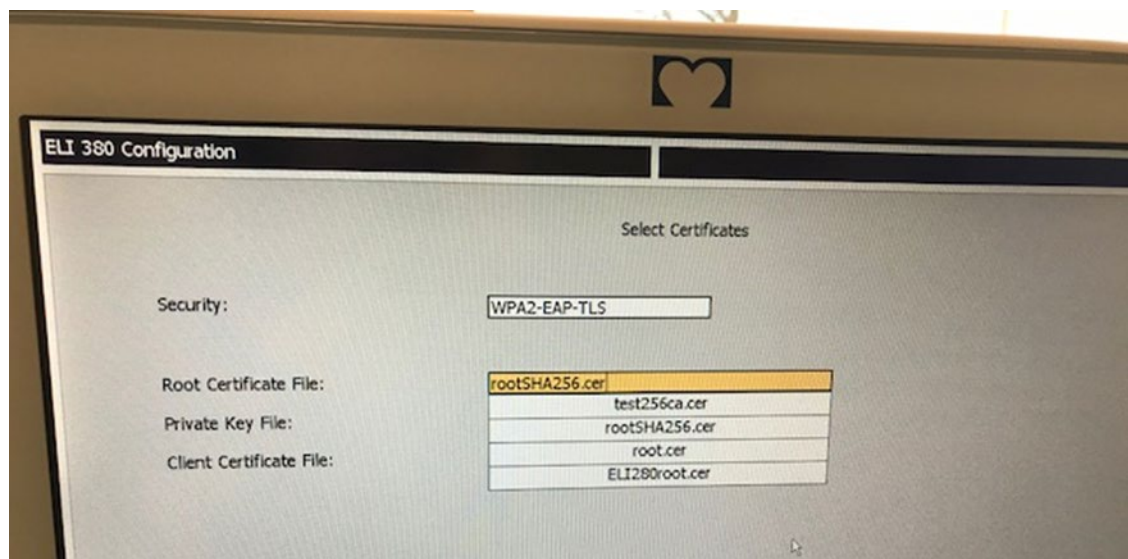 ELI 380 Configuration
Select Certificates
Security:
WPA2-EAP-TLS
Root Certificate File:
rootSHA256.cer
test256ca.cer
Private Key File:
rootSHA256.cer
root.cer
Client Certificate File:
ELI280root.cer